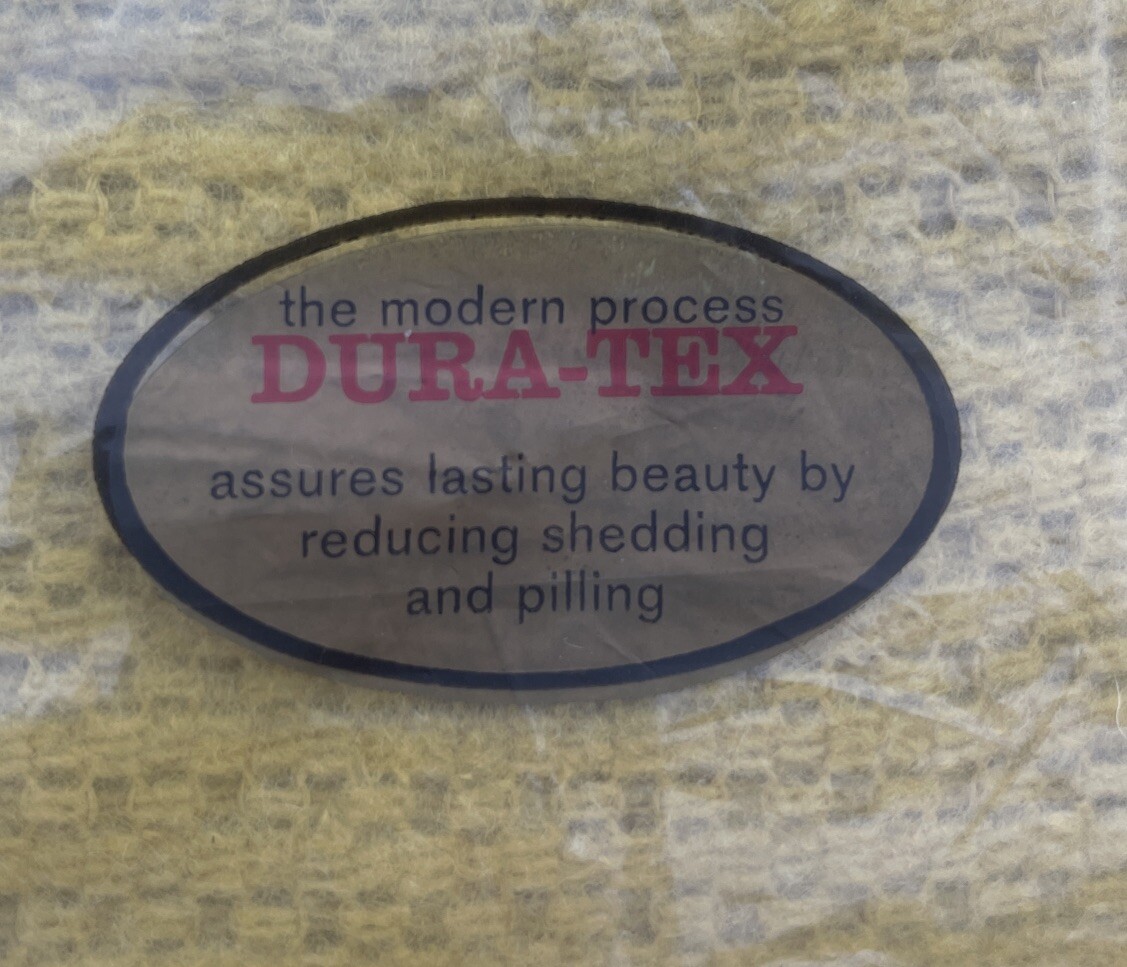 the modern process
DURA-TEX
assures lasting beauty by
reducing shedding
and pilling